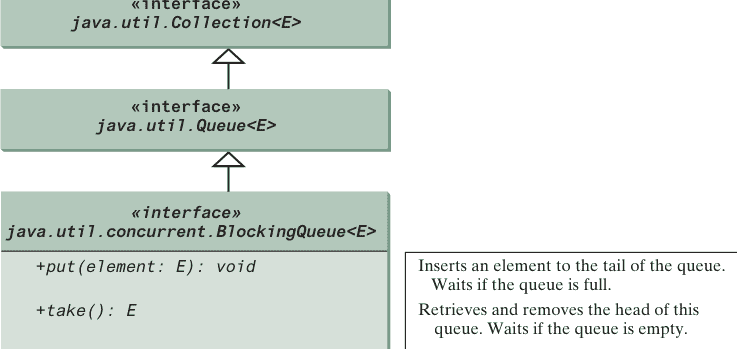 «interface»
java.util.Collection<E>
«interface»
java.util.Queue<E>
«interface»
java.util.concurrent.BlockingQueue<E>
+put(element: E): void
Inserts an element to the tail of the queue.
Waits if the queue is full.
+take(): E
Retrieves and removes the head of this
queue. Waits if the queue is empty.